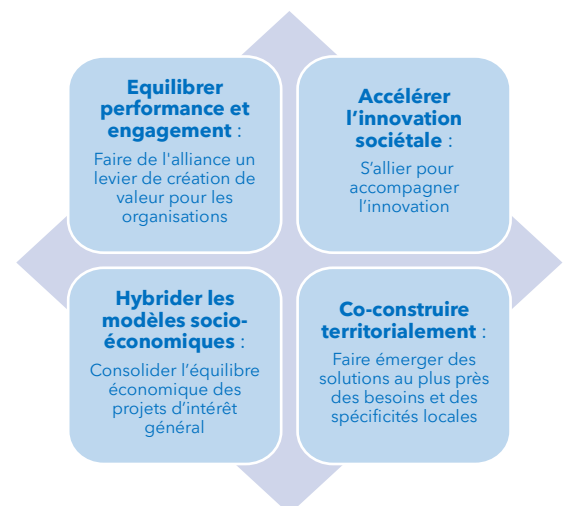 Equilibrer
performance et
engagement :
Faire de l'alliance un
levier de création de
valeur pour les
organisations
Accélérer
l’innovation
sociétale :
S’allier pour
accompagner
l’innovation
Hybrider les
modèles socio-
économiques :
Consolider l’équilibre
économique des
projets d’intérêt
général
Co-construire
territorialement :
Faire émerger des
solutions au plus près
des besoins et des
spécificités locales